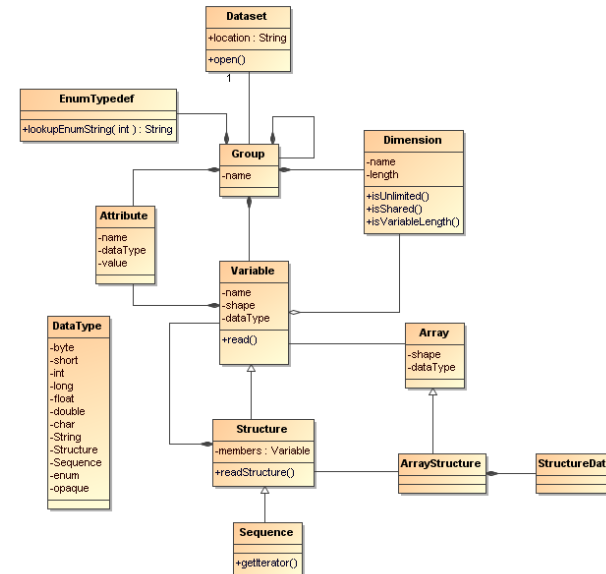 Dataset
+location : String
+open()
1
EnumTypedef
+lookupEnumString( int ) : String
Group
-name
Dimension
-name
-length
+isUnlimited()
+isShared()
+isVariableLength()
Attribute
-name
-dataType
-value
Variable
-name
-shape
-dataType
+read()
DataType
-byte
-short
-int
-long
-float
-double
-char
-String
-Structure
-Sequence
-enum
-opaque
Array
-shape
-dataType
Structure
-members : Variable
+readStructure()
ArrayStructure
StructureDat
Sequence
+getIterator()